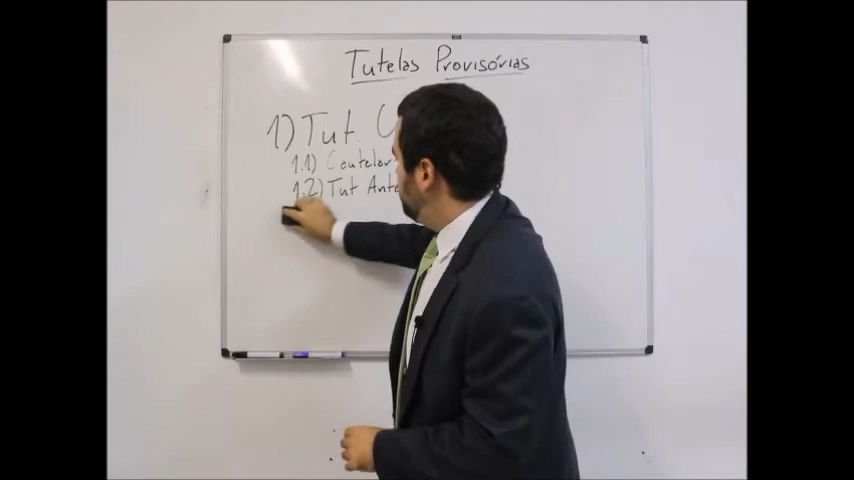 Tutelas Provisórias
1) Tut.
1.1) Cautelar
1.2) Tut Ante